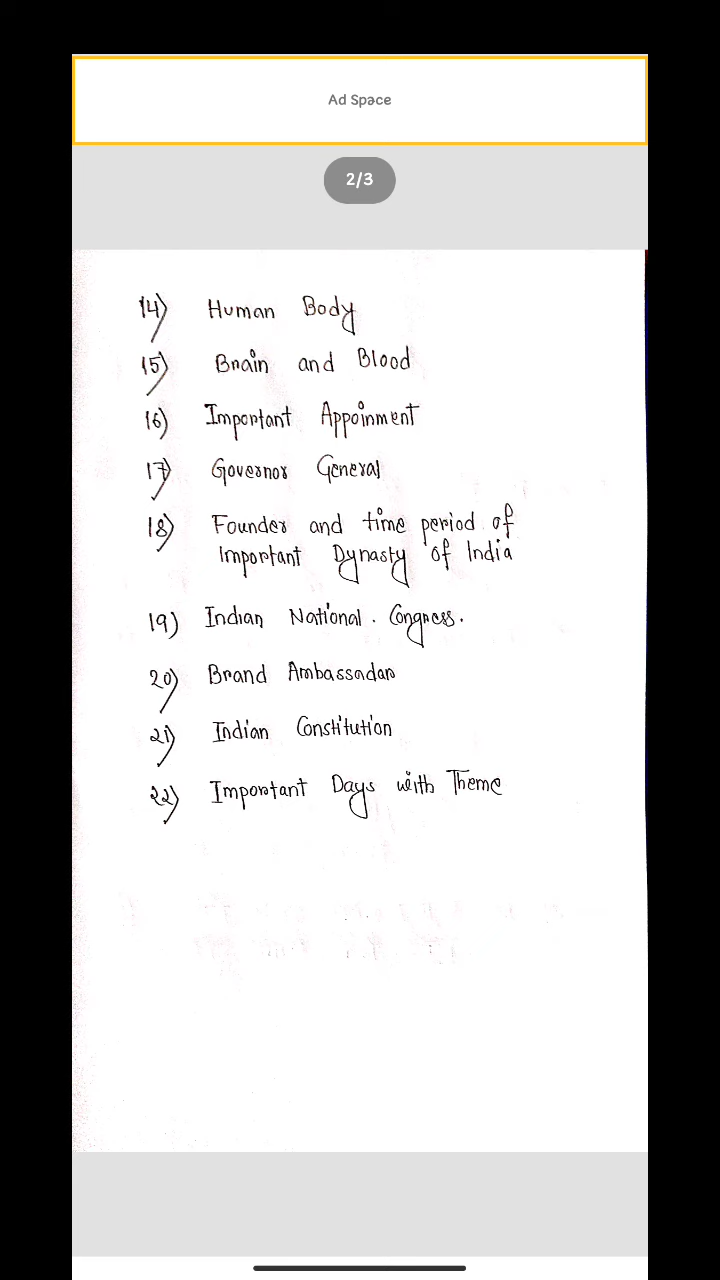 Ad Space
2/3
14) Human Body
15) Brain and Blood
16) Important Appoinment
17) Governor General
18) Founder and time period of
Important Dynasty of India
19) Indian National. Congress.
20) Brand Ambassador
21) Indian Constitution
22) Important Days with Theme